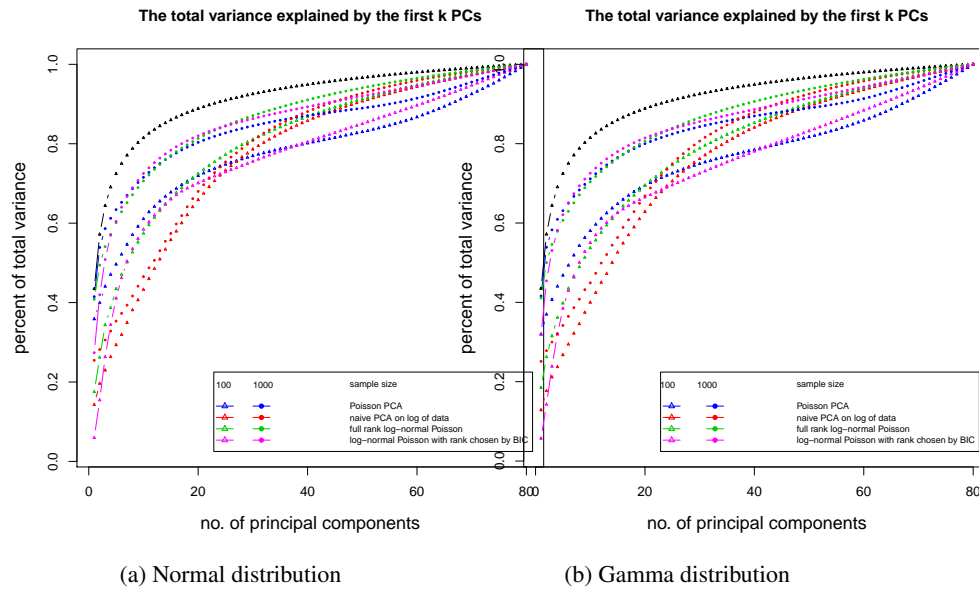 The total variance explained by the first k PCs
percent of total variance
1.0
0.8
0.6
0.4
0.2
0.0
100 1000 sample size
Poisson PCA
naive PCA on log of data
full rank log-normal Poisson
log-normal Poisson with rank chosen by BIC
0 20 40 60 80
no. of principal components
(a) Normal distribution
The total variance explained by the first k PCs
percent of total variance
1.0
0.8
0.6
0.4
0.2
0.0
100 1000 sample size
Poisson PCA
naive PCA on log of data
full rank log-normal Poisson
log-normal Poisson with rank chosen by BIC
0 20 40 60 80
no. of principal components
(b) Gamma distribution